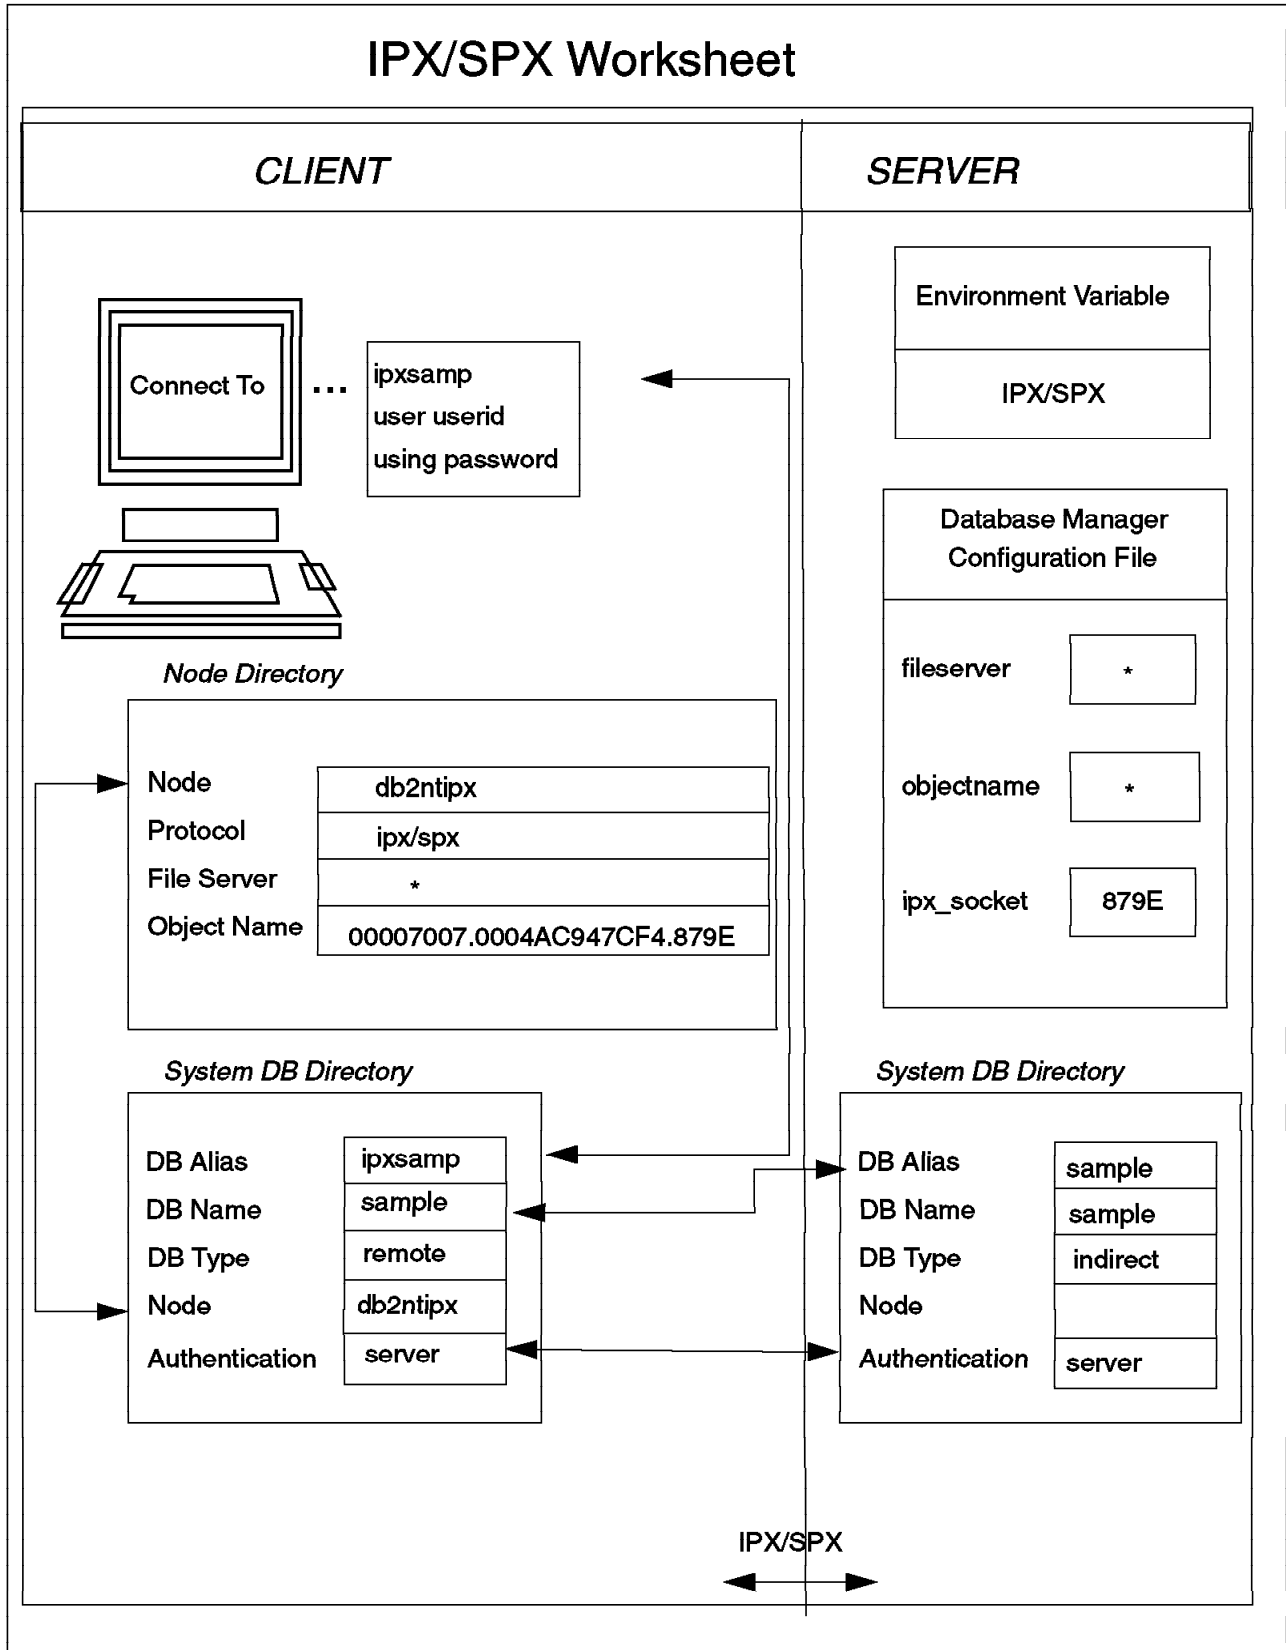 IPX/SPX Worksheet
CLIENT
SERVER
Connect To
...
ipxsamp
user userid
using password
Environment Variable
IPX/SPX
Database Manager
Configuration File
fileserver *
objectname *
ipx_socket 879E
Node Directory
Node db2ntipx
Protocol ipx/spx
File Server *
Object Name 00007007.0004AC947CF4.879E
System DB Directory
DB Alias ipxsamp
DB Name sample
DB Type remote
Node db2ntipx
Authentication server
System DB Directory
DB Alias sample
DB Name sample
DB Type indirect
Node
Authentication server
IPX/SPX